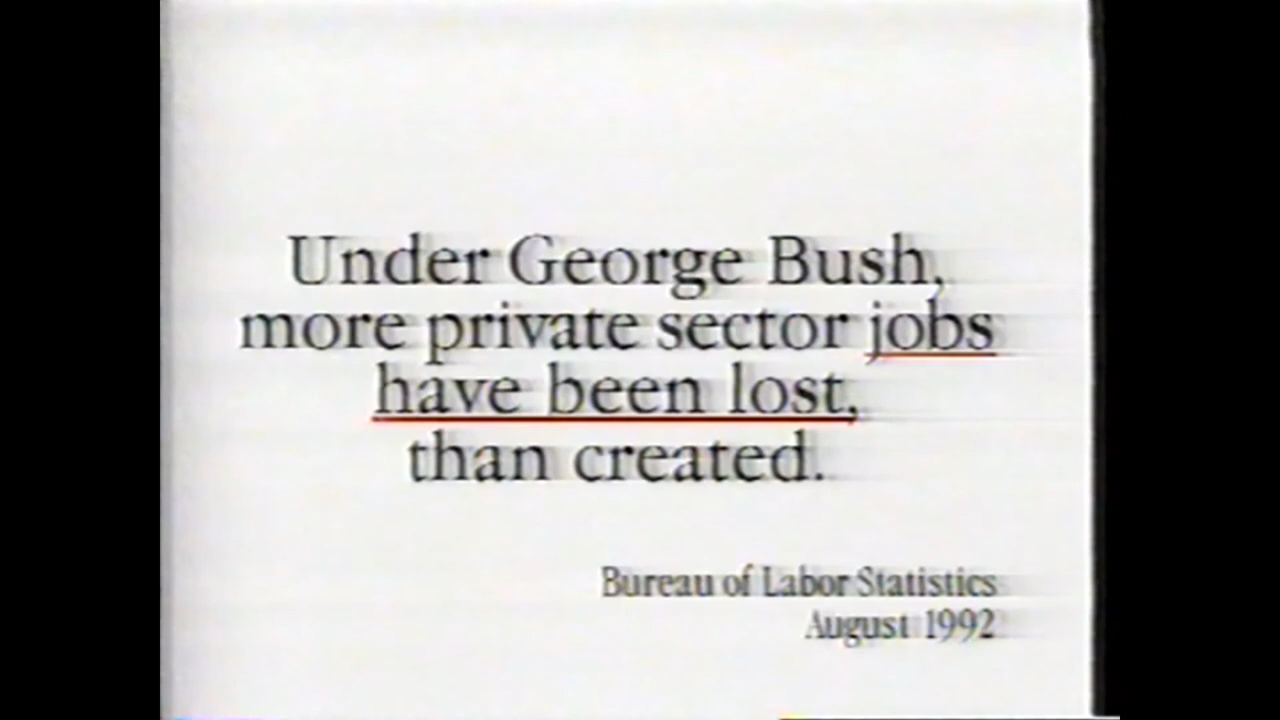 Under George Bush,
more private sector jobs
have been lost,
than created.
Bureau of Labor Statistics
August 1992